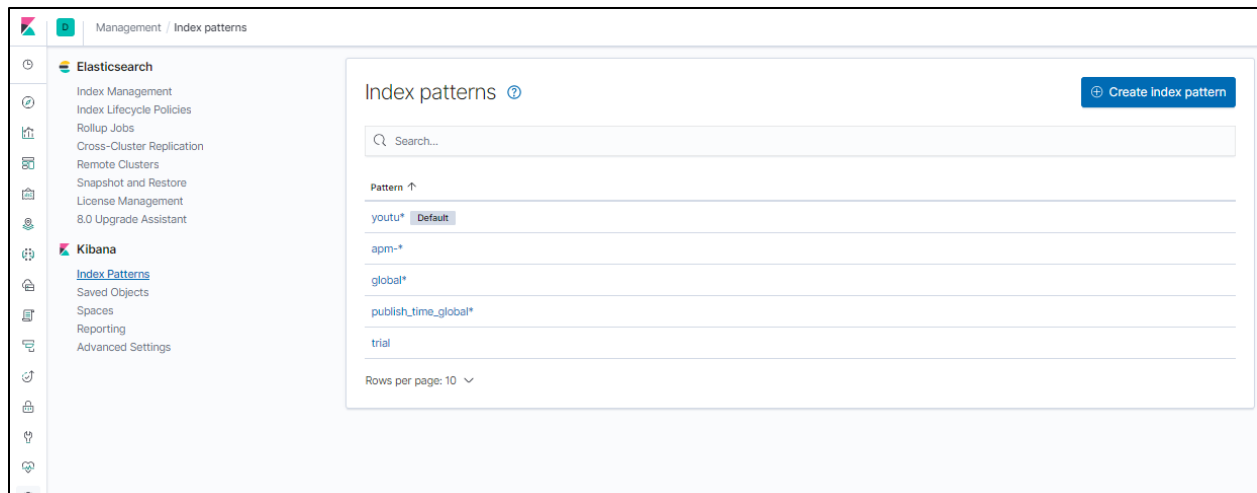 D Management / Index patterns
Elasticsearch
Index Management
Index Lifecycle Policies
Rollup Jobs
Cross-Cluster Replication
Remote Clusters
Snapshot and Restore
License Management
8.0 Upgrade Assistant
Kibana
Index Patterns
Saved Objects
Spaces
Reporting
Advanced Settings
Index patterns
Create index pattern
Search...
Pattern
youtu* Default
apm-*
global*
publish_time_global*
trial
Rows per page: 10